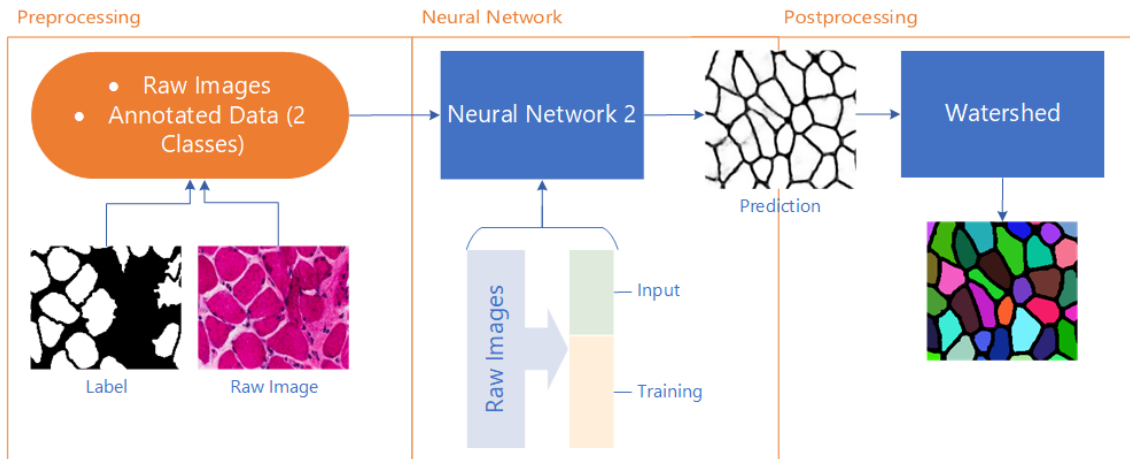 Preprocessing
Neural Network
Postprocessing
● Raw Images
● Annotated Data (2
Classes)
Neural Network 2
Watershed
Prediction
Label
Raw Image
Raw Images
Input
Training